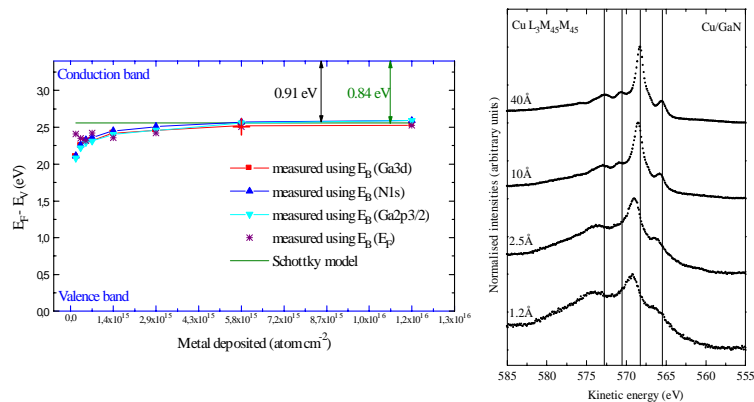 Conduction band
0.91 eV
0.84 eV
measured using E_B(Ga3d)
measured using E_B(N1s)
measured using E_B(Ga2p3/2)
measured using E_B(E_F)
Schottky model
Valence band
E_F- E_V (eV)
3,0
2,5
2,0
1,5
1,0
0,5
0,0
0,0 1,4x10^15 2,9x10^15 4,3x10^15 5,8x10^15 7,2x10^15 8,7x10^15 1,0x10^16 1,2x10^16 1,3x10^16
Metal deposited (atom cm^-2)
Cu L_3M_45M_45 Cu/GaN
40Å
10Å
2.5Å
1.2Å
Normalised intensities (arbitrary units)
585 580 575 570 565 560 555
Kinetic energy (eV)